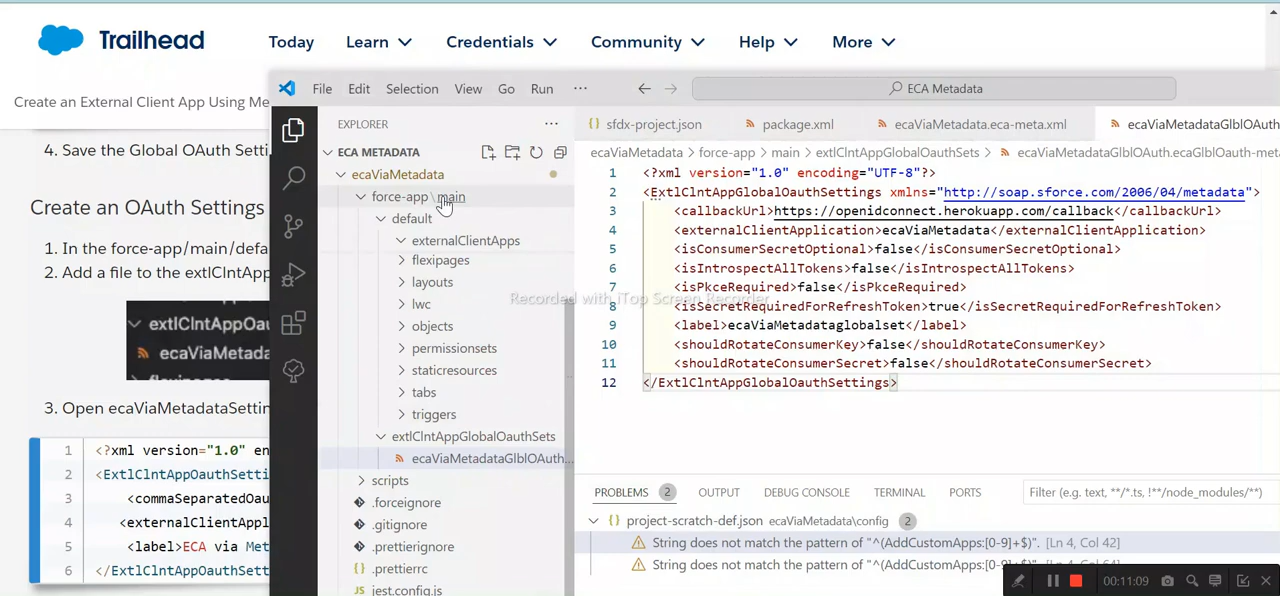 Trailhead
Today Learn Credentials Community Help More
Create an External Client App Using Me
File Edit Selection View Go Run ···
ECA Metadata
EXPLORER
sfdx-project.json package.xml ecaViaMetadata.eca-meta.xml ecaViaMetadataGlblOAuth
ECA METADATA
ecaViaMetadata > force-app > main > extlClntAppGlobalOauthSets > ecaViaMetadataGlblOAuth.ecaGlblOauth-meta
4. Save the Global OAuth Setti
Create an OAuth Settings
1. In the force-app/main/defa
2. Add a file to the extlClntApp
extlClntAppOau
ecaViaMetada
3. Open ecaViaMetadataSettin
1 <?xml version="1.0" en
2 <ExtlClntAppOauthSetti
3 <commaSeparatedOau
4 <externalClientAppl
5 <label>ECA via Met
6 </ExtlClntAppOauthSett
ecaViaMetadata
force-app\main
default
externalClientApps
flexipages
layouts
lwc
objects
permissionsets
staticresources
tabs
triggers
extlClntAppGlobalOauthSets
ecaViaMetadataGlblOAuth...
scripts
.forceignore
.gitignore
.prettierignore
.prettierrc
jest.config.js
1 <?xml version="1.0" encoding="UTF-8"?>
2 <ExtlClntAppGlobalOauthSettings xmlns="http://soap.sforce.com/2006/04/metadata">
3 <callbackUrl>https://openidconnect.herokuapp.com/callback</callbackUrl>
4 <externalClientApplication>ecaViaMetadata</externalClientApplication>
5 <isConsumerSecretOptional>false</isConsumerSecretOptional>
6 <isIntrospectAllTokens>false</isIntrospectAllTokens>
7 <isPkceRequired>false</isPkceRequired>
8 <isSecretRequiredForRefreshToken>true</isSecretRequiredForRefreshToken>
9 <label>ecaViaMetadataglobalset</label>
10 <shouldRotateConsumerKey>false</shouldRotateConsumerKey>
11 <shouldRotateConsumerSecret>false</shouldRotateConsumerSecret>
12 </ExtlClntAppGlobalOauthSettings>
Recorded with iTop Screen Recorder
PROBLEMS 2 OUTPUT DEBUG CONSOLE TERMINAL PORTS Filter (e.g. text, **/*.ts, !**/node_modules/**)
project-scratch-def.json ecaViaMetadata\config 2
String does not match the pattern of "^(AddCustomApps:[0-9]+$)". [Ln 4, Col 42]
String does not match the pattern of "^(AddCustomApps:[0-9]+$)". [Ln 4, Col 64]
00:11:09